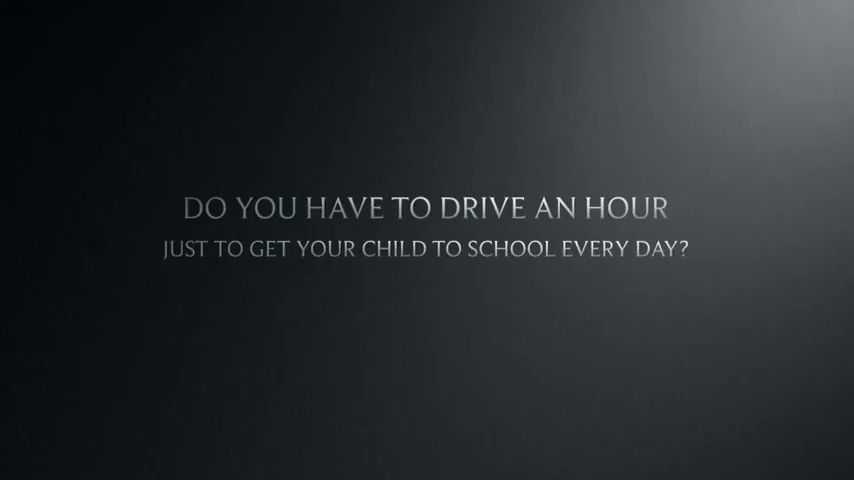 DO YOU HAVE TO DRIVE AN HOUR
JUST TO GET YOUR CHILD TO SCHOOL EVERY DAY?